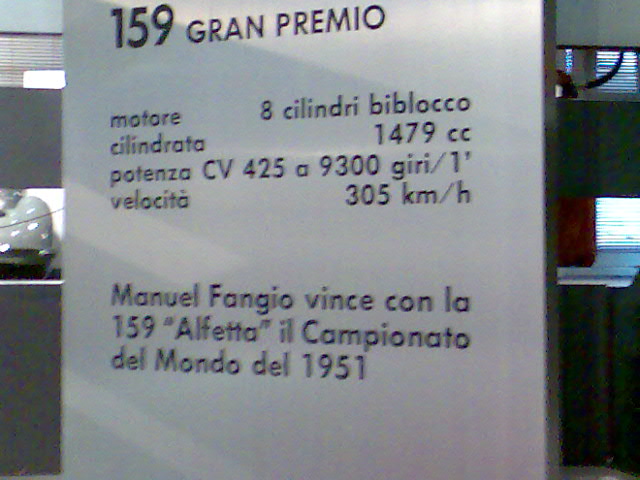 159 GRAN PREMIO
motore 8 cilindri biblocco
cilindrata 1479 cc
potenza CV 425 a 9300 giri/1'
velocità 305 km/h
Manuel Fangio vince con la
159 "Alfetta" il Campionato
del Mondo del 1951